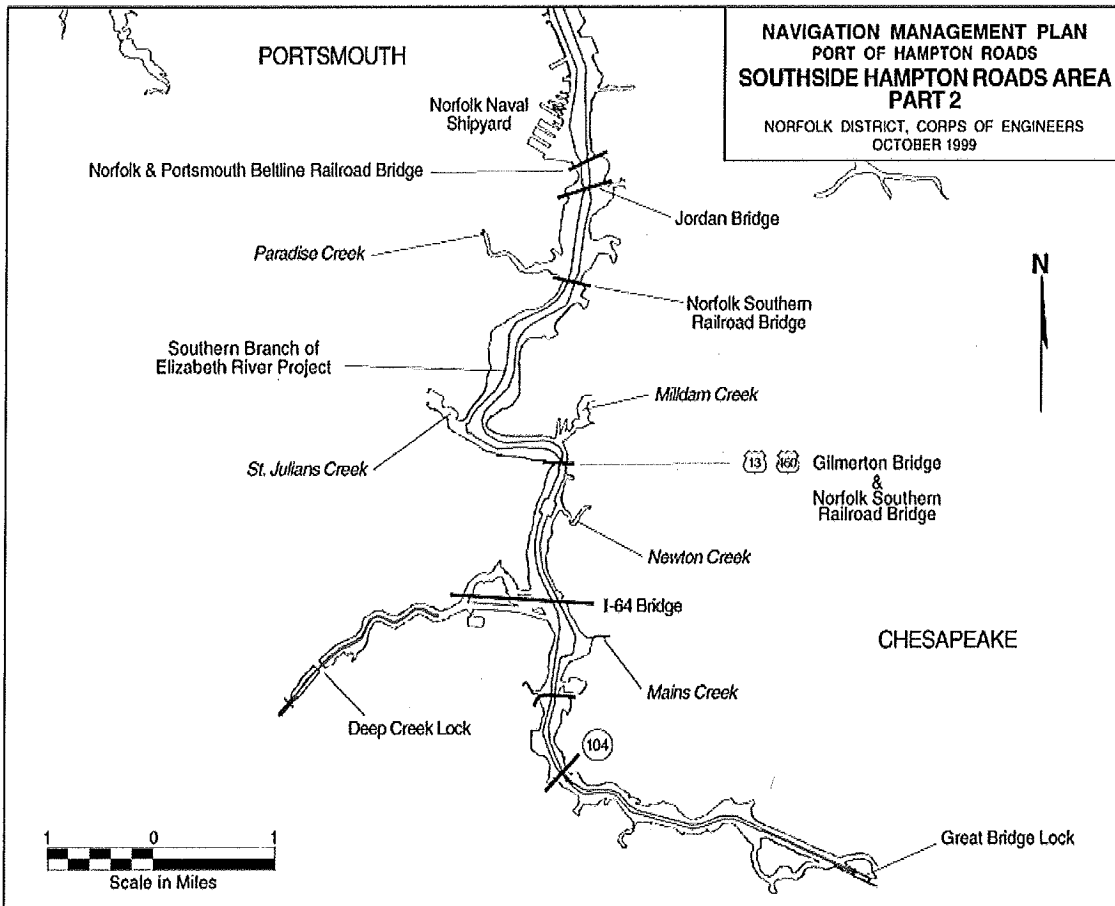 NAVIGATION MANAGEMENT PLAN
PORT OF HAMPTON ROADS
SOUTHSIDE HAMPTON ROADS AREA
PART 2
NORFOLK DISTRICT, CORPS OF ENGINEERS
OCTOBER 1999
PORTSMOUTH
Norfolk Naval
Shipyard
Norfolk & Portsmouth Beltline Railroad Bridge
Jordan Bridge
Paradise Creek
N
Norfolk Southern
Railroad Bridge
Southern Branch of
Elizabeth River Project
Milldam Creek
St. Julians Creek
13 460 Gilmerton Bridge
&
Norfolk Southern
Railroad Bridge
Newton Creek
I-64 Bridge
CHESAPEAKE
Mains Creek
Deep Creek Lock
104
Great Bridge Lock
1 0 1
Scale in Miles